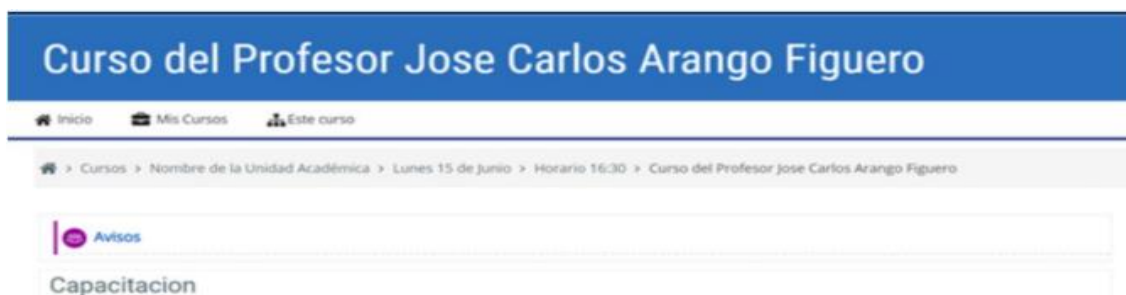 Curso del Profesor Jose Carlos Arango Figuero
Inicio Mis Cursos Este curso
> Cursos > Nombre de la Unidad Académica > Lunes 15 de Junio > Horario 16:30 > Curso del Profesor Jose Carlos Arango Figuero
Avisos
Capacitacion